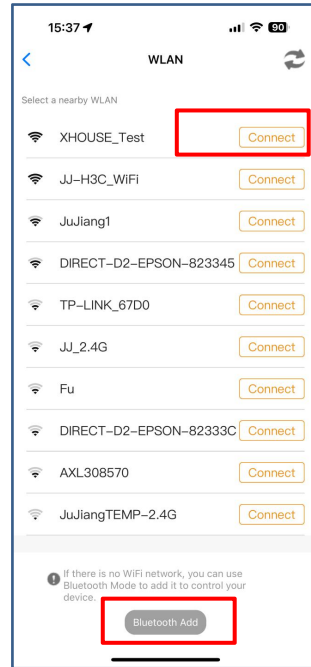 15:37 90
WLAN
Select a nearby WLAN
XHOUSE_Test Connect
JJ-H3C_WiFi Connect
JuJiang1 Connect
DIRECT-D2-EPSON-823345 Connect
TP-LINK_67D0 Connect
JJ_2.4G Connect
Fu Connect
DIRECT-D2-EPSON-82333C Connect
AXL308570 Connect
JuJiangTEMP-2.4G Connect
If there is no WiFi network, you can use
Bluetooth Mode to add it to control your
device.
Bluetooth Add